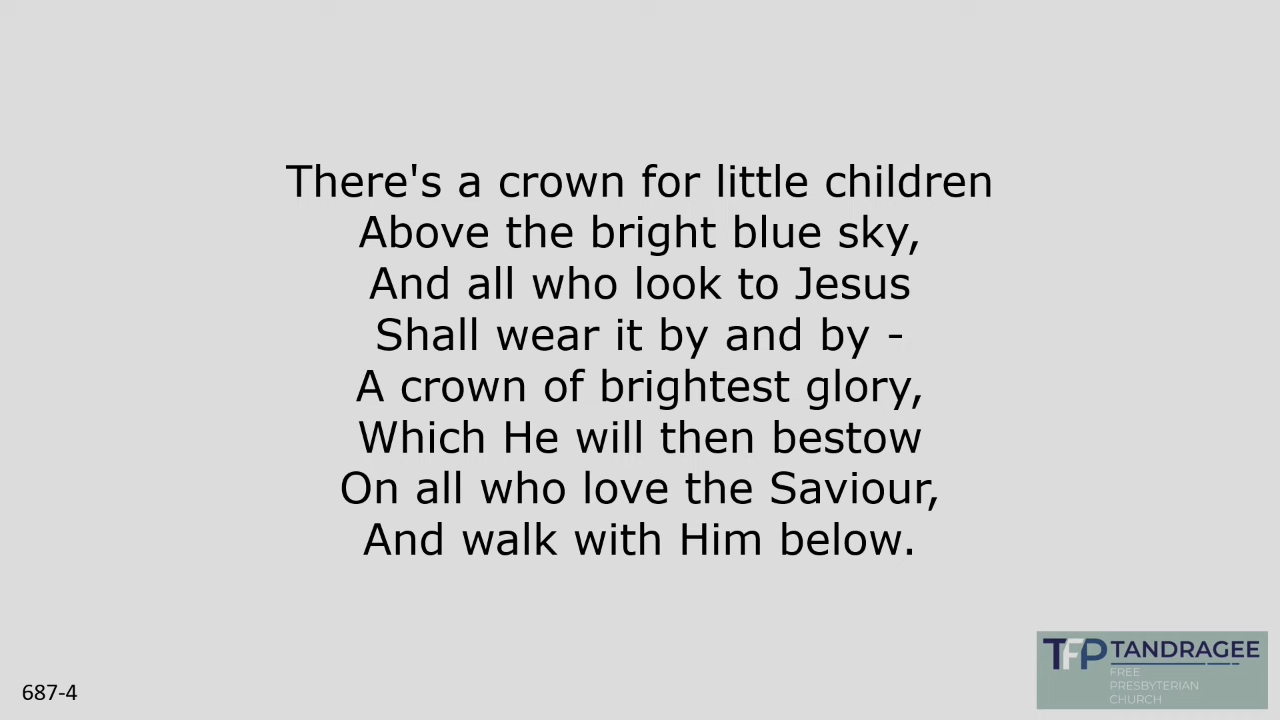 There's a crown for little children
Above the bright blue sky,
And all who look to Jesus
Shall wear it by and by -
A crown of brightest glory,
Which He will then bestow
On all who love the Saviour,
And walk with Him below.
687-4
TFP TANDRAGEE
FREE
PRESBYTERIAN
CHURCH